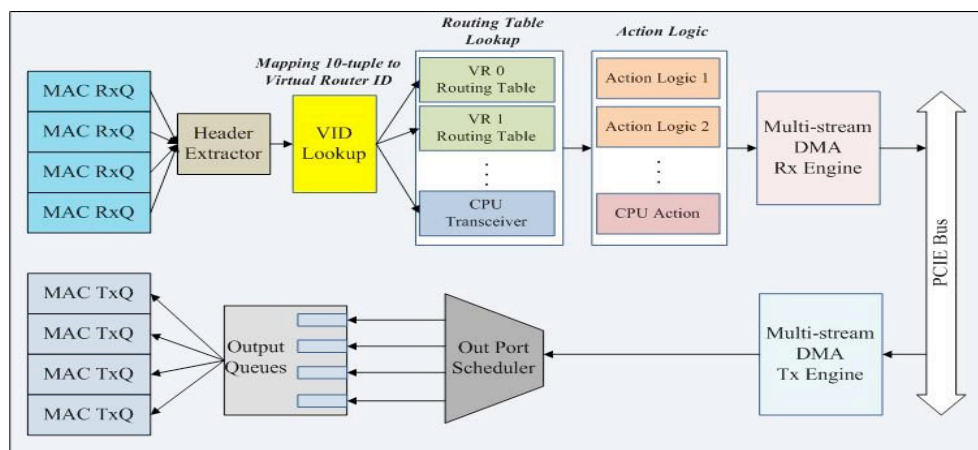 Routing Table
Lookup
Action Logic
Mapping 10-tuple to
Virtual Router ID
MAC RxQ
MAC RxQ
MAC RxQ
MAC RxQ
Header
Extractor
VID
Lookup
VR 0
Routing Table
VR 1
Routing Table
⋮
CPU
Transceiver
Action Logic 1
Action Logic 2
⋮
CPU Action
Multi-stream
DMA
Rx Engine
PCIE Bus
MAC TxQ
MAC TxQ
MAC TxQ
MAC TxQ
Output
Queues
Out Port
Scheduler
Multi-stream
DMA
Tx Engine